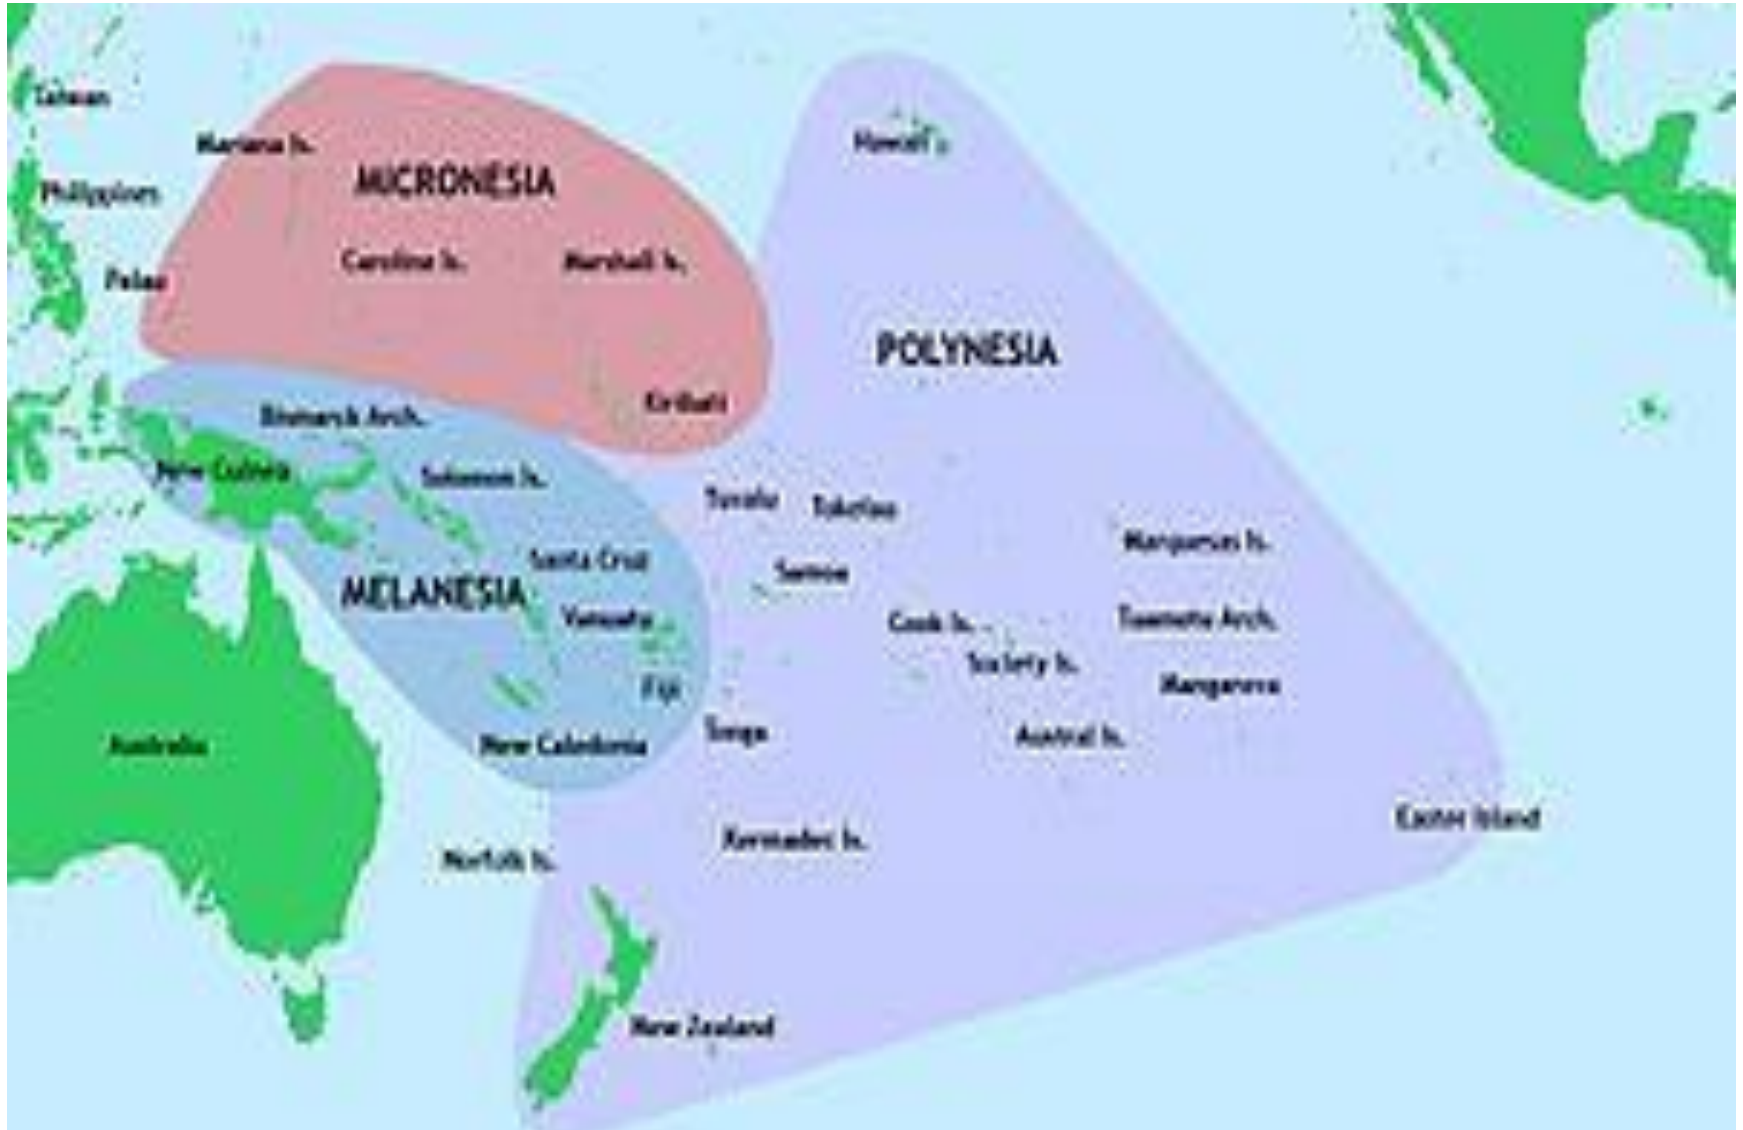 Taiwan
Mariana Is.
Hawaii
MICRONESIA
Philippines
Caroline Is.
Marshall Is.
Palau
POLYNESIA
Kiribati
Bismarck Arch.
New Guinea
Solomon Is.
Tuvalu
Tokelau
Marquesas Is.
Santa Cruz
Samoa
MELANESIA
Vanuatu
Cook Is.
Tuamotu Arch.
Society Is.
Fiji
Mangareva
Tonga
Austral Is.
New Caledonia
Australia
Easter Island
Kermadec Is.
Norfolk Is.
New Zealand